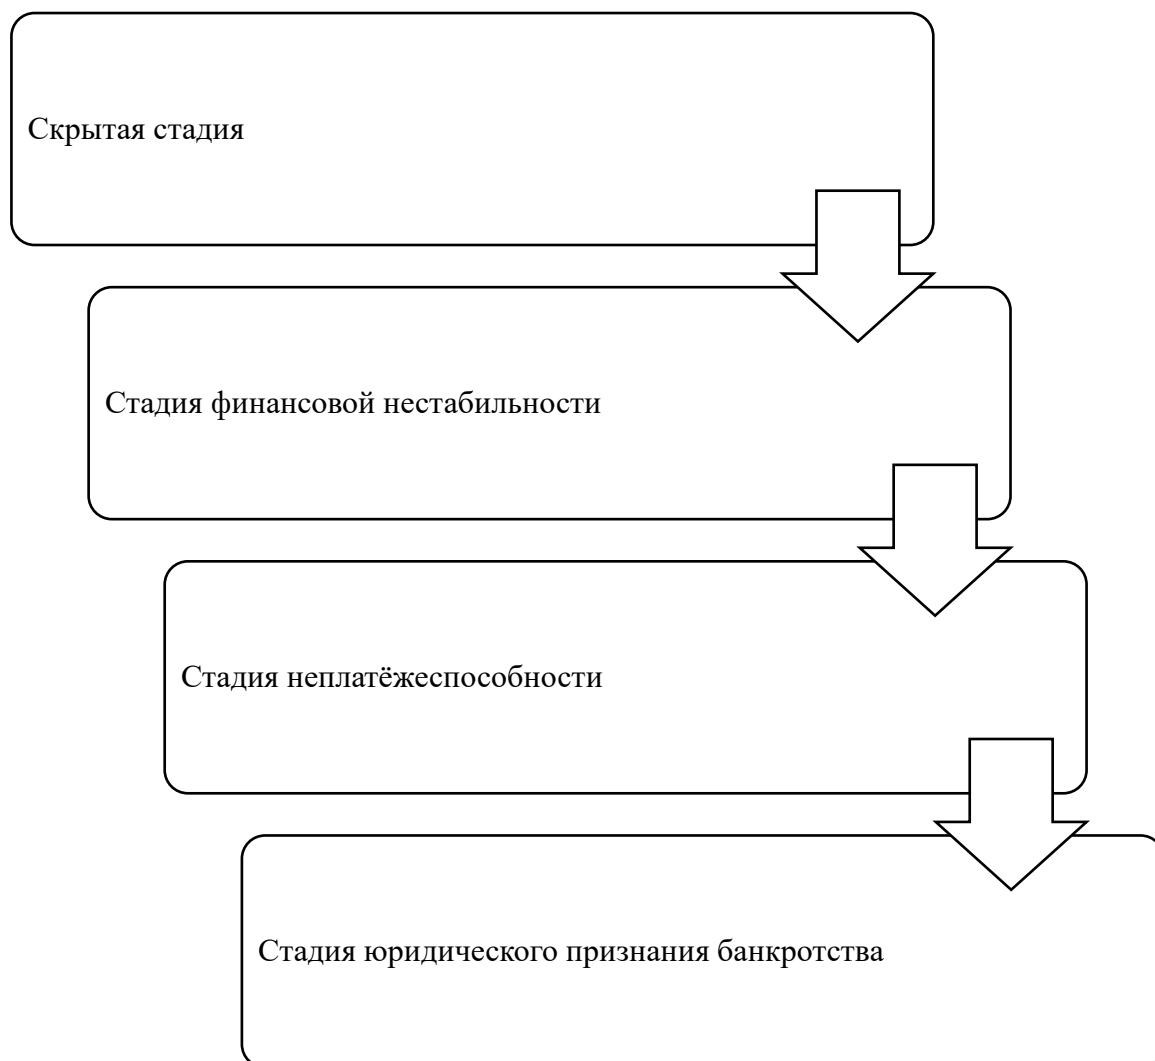 Скрытая стадия
Стадия финансовой нестабильности
Стадия неплатёжеспособности
Стадия юридического признания банкротства